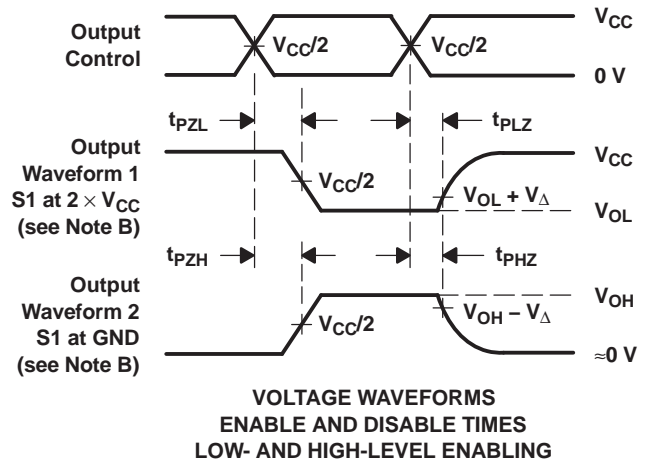 Output
Control
V_CC/2
V_CC/2
V_CC
0 V
t_PZL
t_PLZ
Output
Waveform 1
S1 at 2 × V_CC
(see Note B)
V_CC/2
V_OL + V_Δ
V_CC
V_OL
t_PZH
t_PHZ
Output
Waveform 2
S1 at GND
(see Note B)
V_CC/2
V_OH − V_Δ
V_OH
≈0 V
VOLTAGE WAVEFORMS
ENABLE AND DISABLE TIMES
LOW- AND HIGH-LEVEL ENABLING